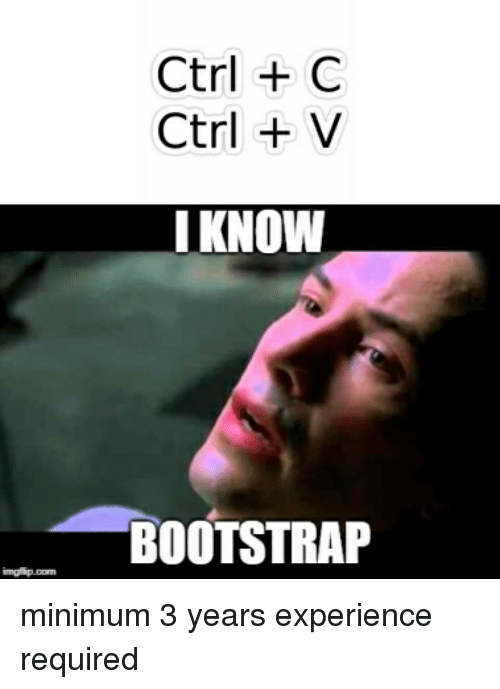 Ctrl + C
Ctrl + V
I KNOW
BOOTSTRAP
imgflip.com
minimum 3 years experience
required